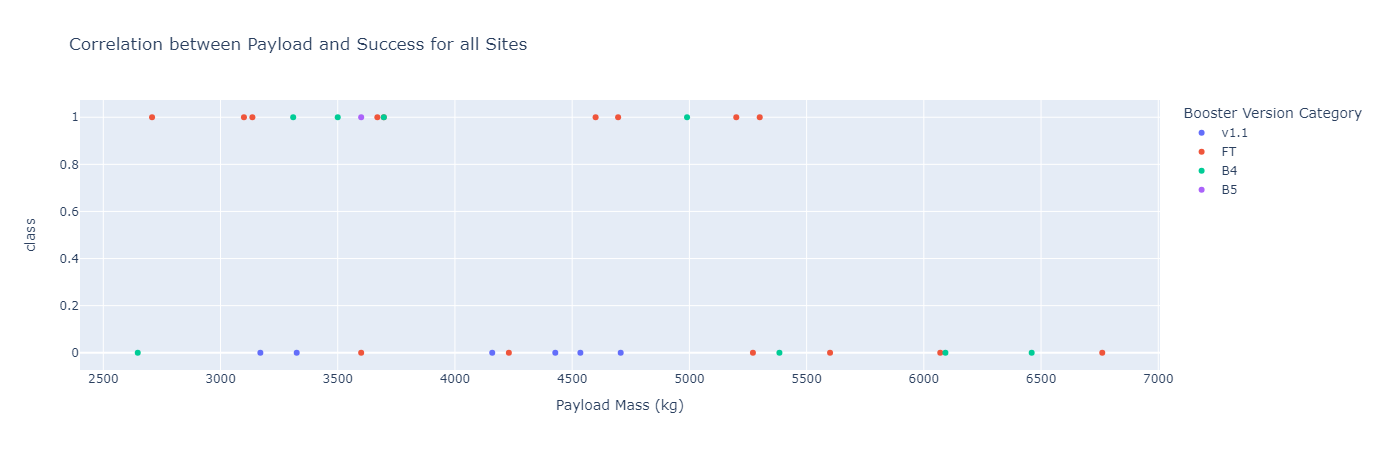 Correlation between Payload and Success for all Sites
Booster Version Category
v1.1
FT
B4
B5
class
1
0.8
0.6
0.4
0.2
0
2500 3000 3500 4000 4500 5000 5500 6000 6500 7000
Payload Mass (kg)